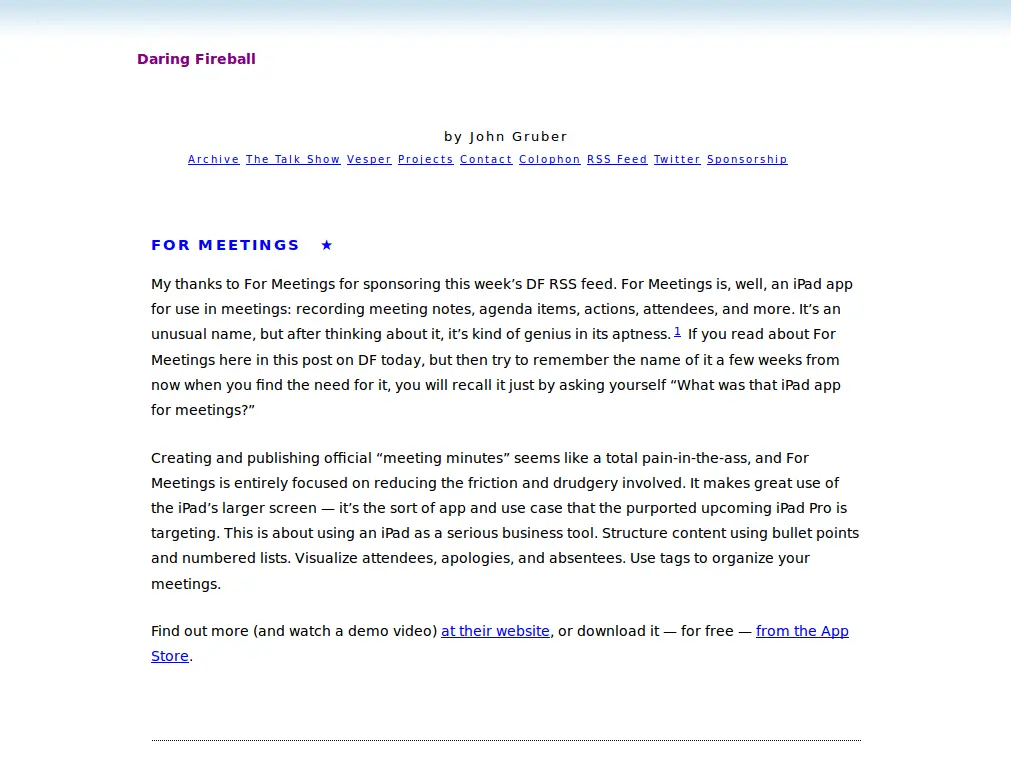 Daring Fireball
by John Gruber
Archive The Talk Show Vesper Projects Contact Colophon RSS Feed Twitter Sponsorship
FOR MEETINGS ★
My thanks to For Meetings for sponsoring this week’s DF RSS feed. For Meetings is, well, an iPad app
for use in meetings: recording meeting notes, agenda items, actions, attendees, and more. It’s an
unusual name, but after thinking about it, it’s kind of genius in its aptness. 1 If you read about For
Meetings here in this post on DF today, but then try to remember the name of it a few weeks from
now when you find the need for it, you will recall it just by asking yourself “What was that iPad app
for meetings?”
Creating and publishing official “meeting minutes” seems like a total pain-in-the-ass, and For
Meetings is entirely focused on reducing the friction and drudgery involved. It makes great use of
the iPad’s larger screen — it’s the sort of app and use case that the purported upcoming iPad Pro is
targeting. This is about using an iPad as a serious business tool. Structure content using bullet points
and numbered lists. Visualize attendees, apologies, and absentees. Use tags to organize your
meetings.
Find out more (and watch a demo video) at their website, or download it — for free — from the App
Store.